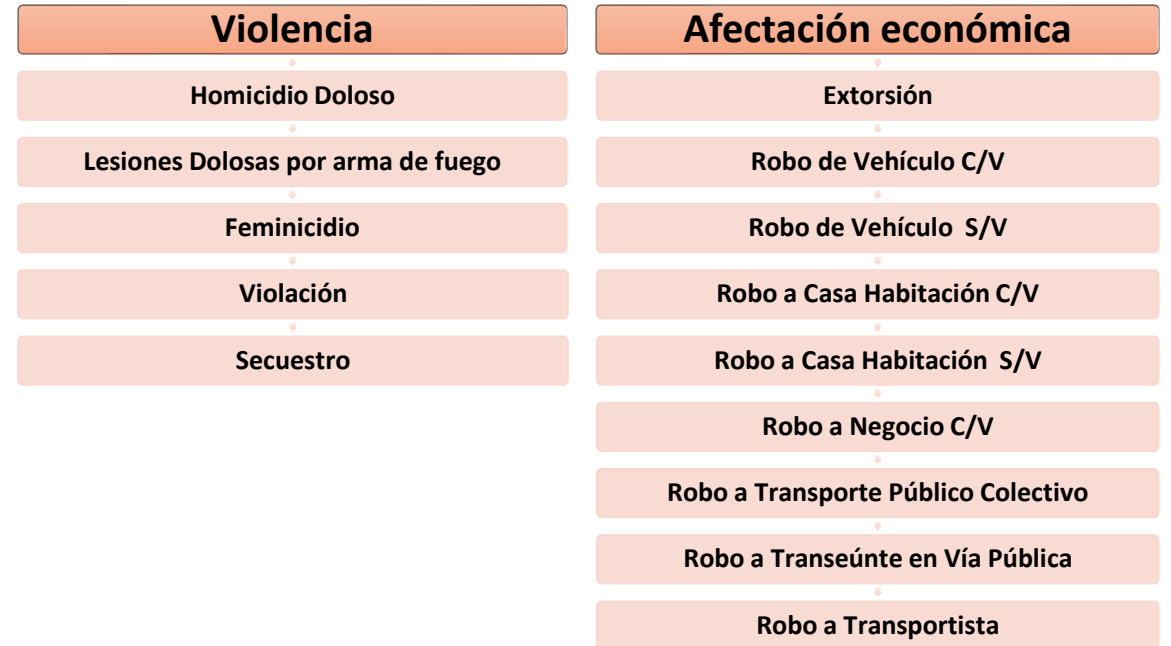 Violencia
Homicidio Doloso
Lesiones Dolosas por arma de fuego
Feminicidio
Violación
Secuestro
Afectación económica
Extorsión
Robo de Vehículo C/V
Robo de Vehículo S/V
Robo a Casa Habitación C/V
Robo a Casa Habitación S/V
Robo a Negocio C/V
Robo a Transporte Público Colectivo
Robo a Transeúnte en Vía Pública
Robo a Transportista